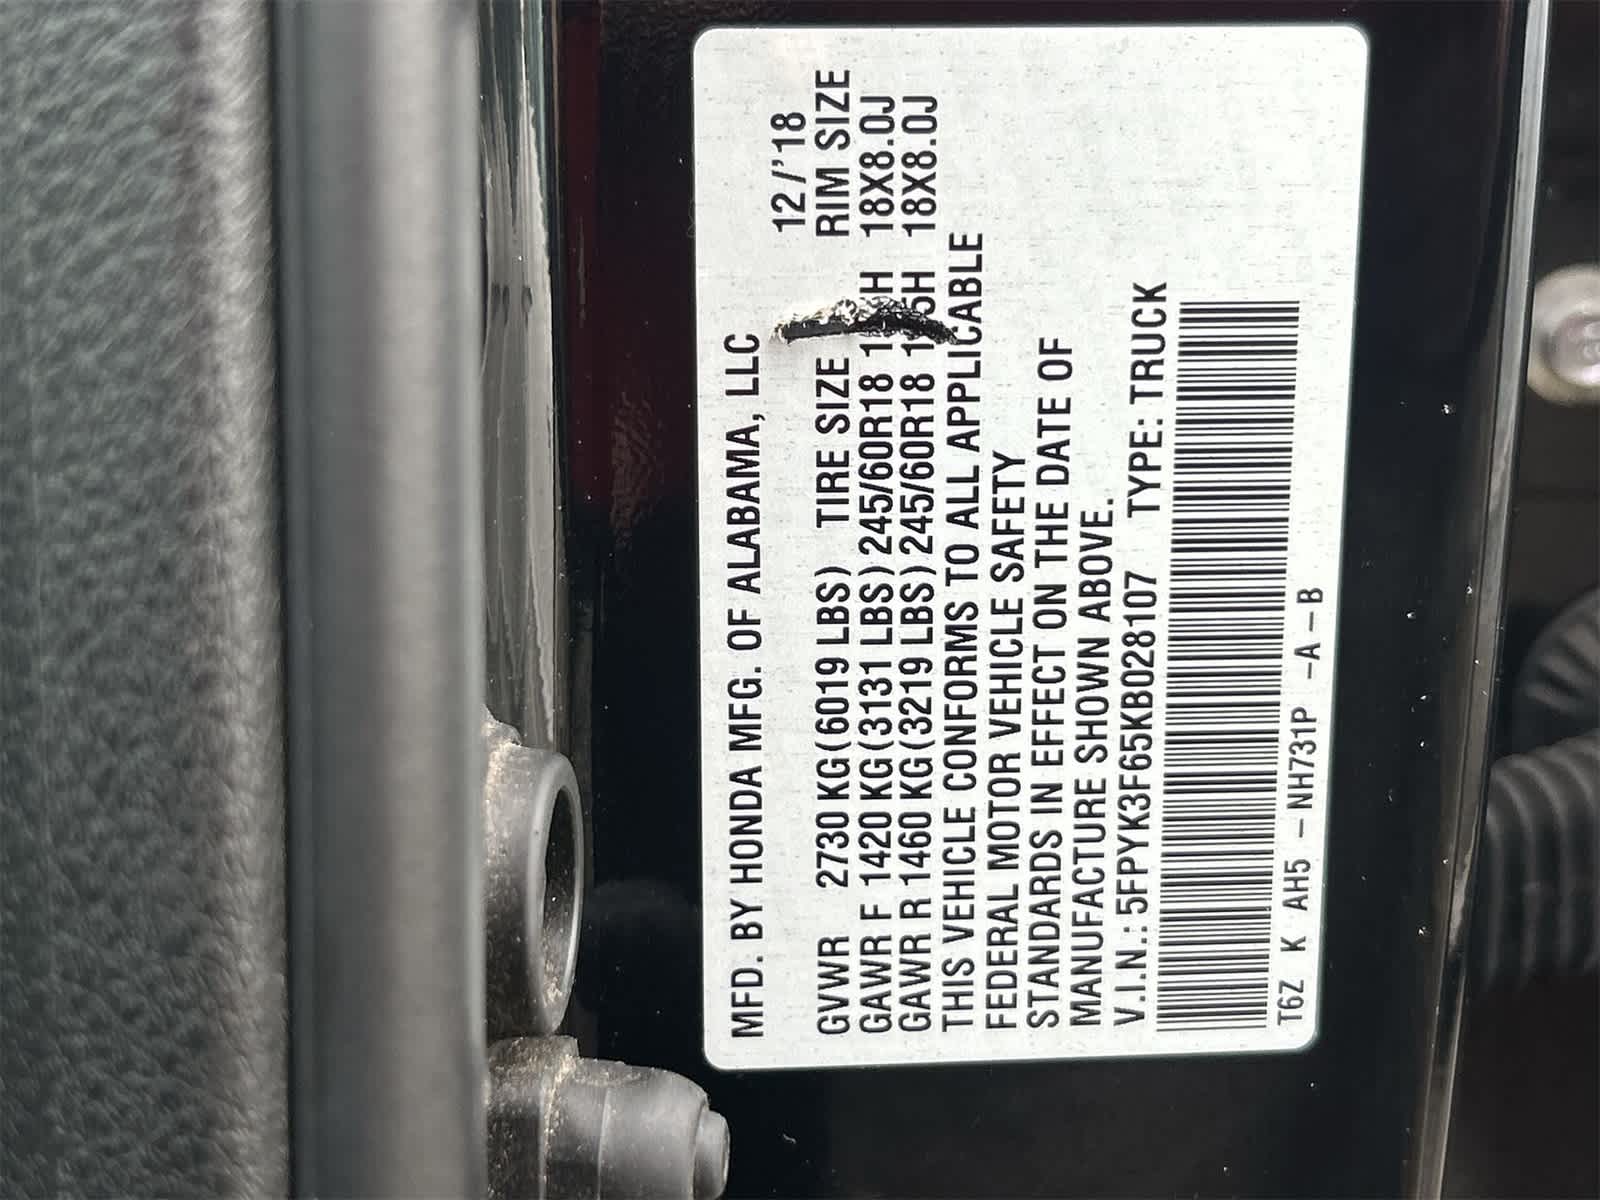 MFD. BY HONDA MFG. OF ALABAMA, LLC
12/'18
GVWR 2730 KG(6019 LBS) TIRE SIZE RIM SIZE
GAWR F 1420 KG(3131 LBS) 245/60R18 18X8.0J
GAWR R 1460 KG(3219 LBS) 245/60R18 18X8.0J
THIS VEHICLE CONFORMS TO ALL APPLICABLE
FEDERAL MOTOR VEHICLE SAFETY
STANDARDS IN EFFECT ON THE DATE OF
MANUFACTURE SHOWN ABOVE.
V.I.N.: 5FPYK3F65KB028107 TYPE: TRUCK
T6Z K AH5 -NH731P -A-B